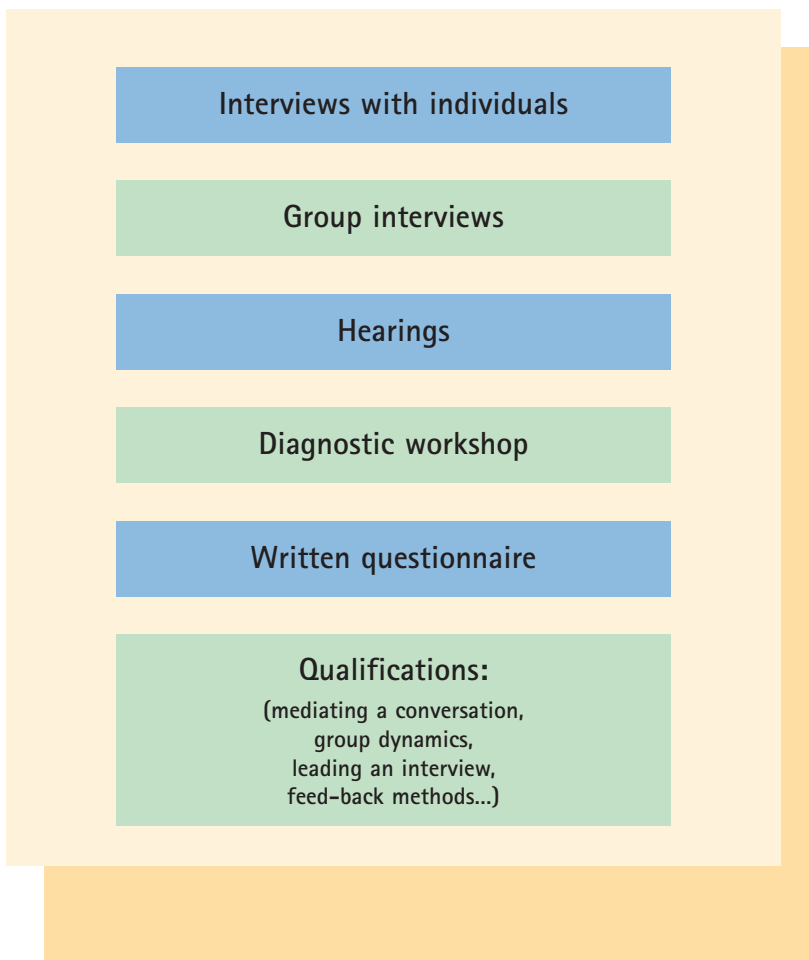 Interviews with individuals
Group interviews
Hearings
Diagnostic workshop
Written questionnaire
Qualifications:
(mediating a conversation,
group dynamics,
leading an interview,
feed-back methods...)